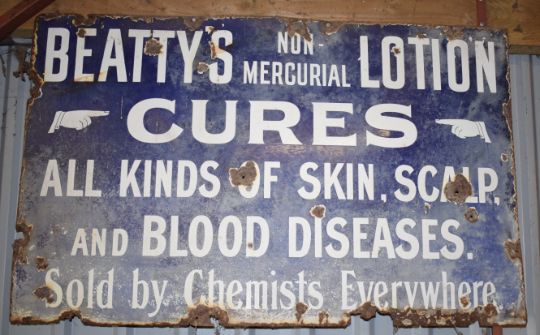 BEATTY'S NON-MERCURIAL LOTION
CURES
ALL KINDS OF SKIN, SCALP,
AND BLOOD DISEASES.
Sold by Chemists Everywhere